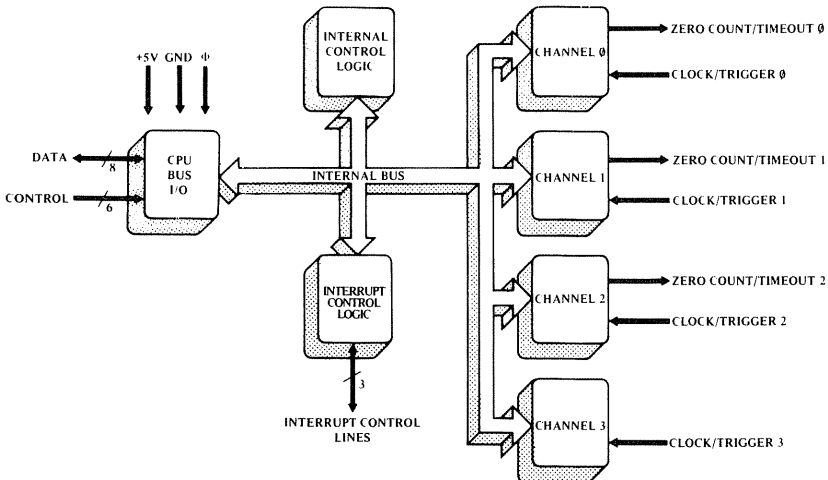 +5V GND Φ
DATA
8
CONTROL
6
CPU
BUS
I/O
INTERNAL
CONTROL
LOGIC
INTERNAL BUS
INTERRUPT
CONTROL
LOGIC
3
INTERRUPT CONTROL
LINES
CHANNEL 0
ZERO COUNT/TIMEOUT 0
CLOCK/TRIGGER 0
CHANNEL 1
ZERO COUNT/TIMEOUT 1
CLOCK/TRIGGER 1
CHANNEL 2
ZERO COUNT/TIMEOUT 2
CLOCK/TRIGGER 2
CHANNEL 3
CLOCK/TRIGGER 3